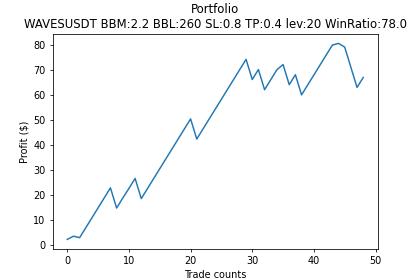 Portfolio
WAVESUSDT BBM:2.2 BBL:260 SL:0.8 TP:0.4 lev:20 WinRatio:78.0
80
70
60
50
40
30
20
10
0
Profit ($)
0 10 20 30 40 50
Trade counts